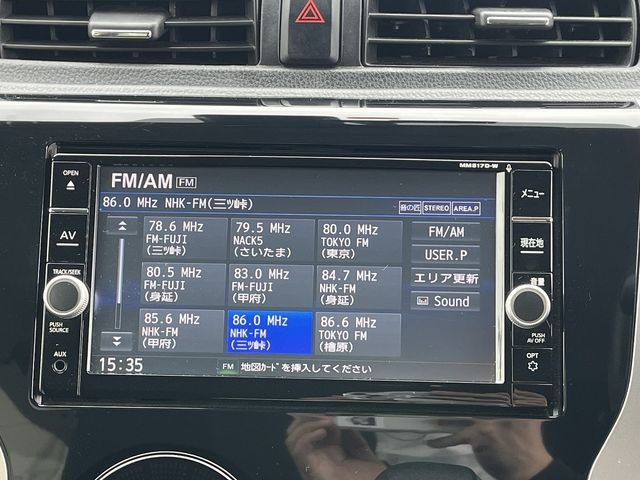 MM517D-W
OPEN
AV
TRACK/SEEK
PUSH
SOURCE
AUX
FM/AM FM
86.0 MHz NHK-FM(三ツ峠)
音の匠 STEREO AREA.P
78.6 MHz
FM-FUJI
(三ツ峠)
79.5 MHz
NACK5
(さいたま)
80.0 MHz
TOKYO FM
(東京)
FM/AM
USER.P
80.5 MHz
FM-FUJI
(身延)
83.0 MHz
FM-FUJI
(甲府)
84.7 MHz
NHK-FM
(身延)
エリア更新
Sound
85.6 MHz
NHK-FM
(甲府)
86.0 MHz
NHK-FM
(三ツ峠)
86.6 MHz
TOKYO FM
(檜原)
15:35
FM 地図ｶｰﾄﾞを挿入してください
メニュー
現在地
音量
PUSH
AV OFF
OPT